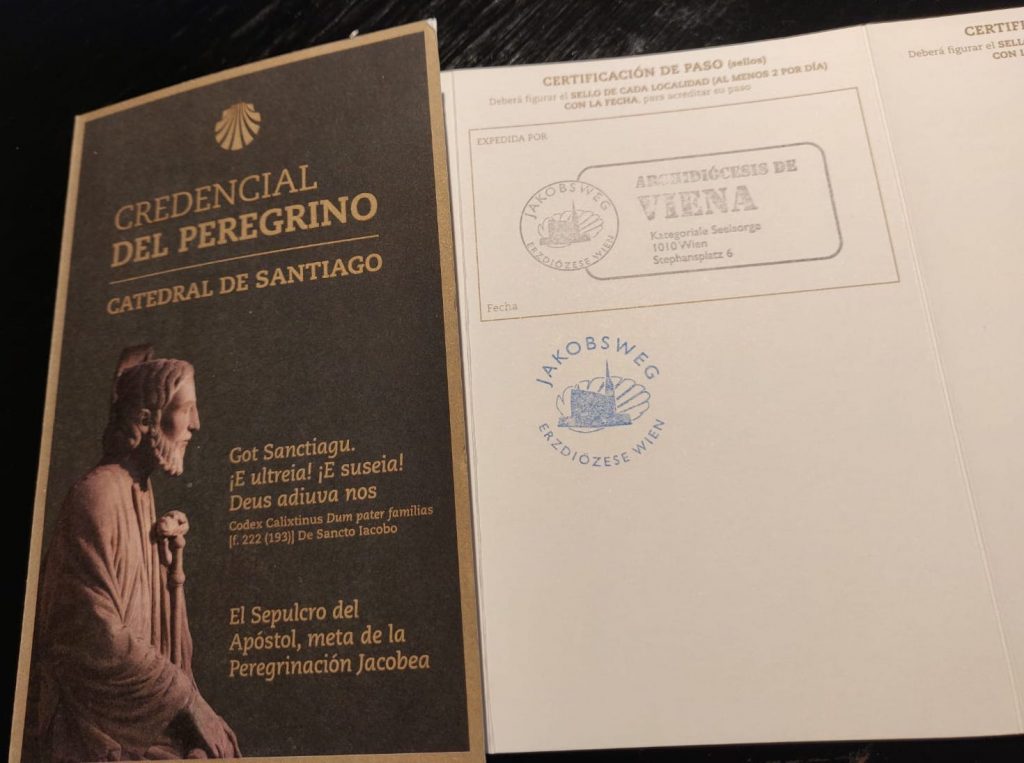 CREDENCIAL
DEL PEREGRINO
CATEDRAL DE SANTIAGO
Got Sanctiagu.
¡E ultreia! ¡E suseia!
Deus adiuva nos
Codex Calixtinus Dum pater familias
[f. 222 (193)] De Sancto Iacobo
El Sepulcro del
Apóstol, meta de la
Peregrinación Jacobea
CERTIFICACIÓN DE PASO (sellos)
Deberá figurar el SELLO DE CADA LOCALIDAD (AL MENOS 2 POR DÍA)
CON LA FECHA, para acreditar su paso
EXPEDIDA POR
JAKOBSWEG
ERZDIÖZESE WIEN
ARCHIDIÓCESIS DE
VIENA
Kategoriale Seelsorge
1010 Wien
Stephansplatz 6
Fecha
JAKOBSWEG
ERZDIÖZESE WIEN
Deberá figurar el
CON